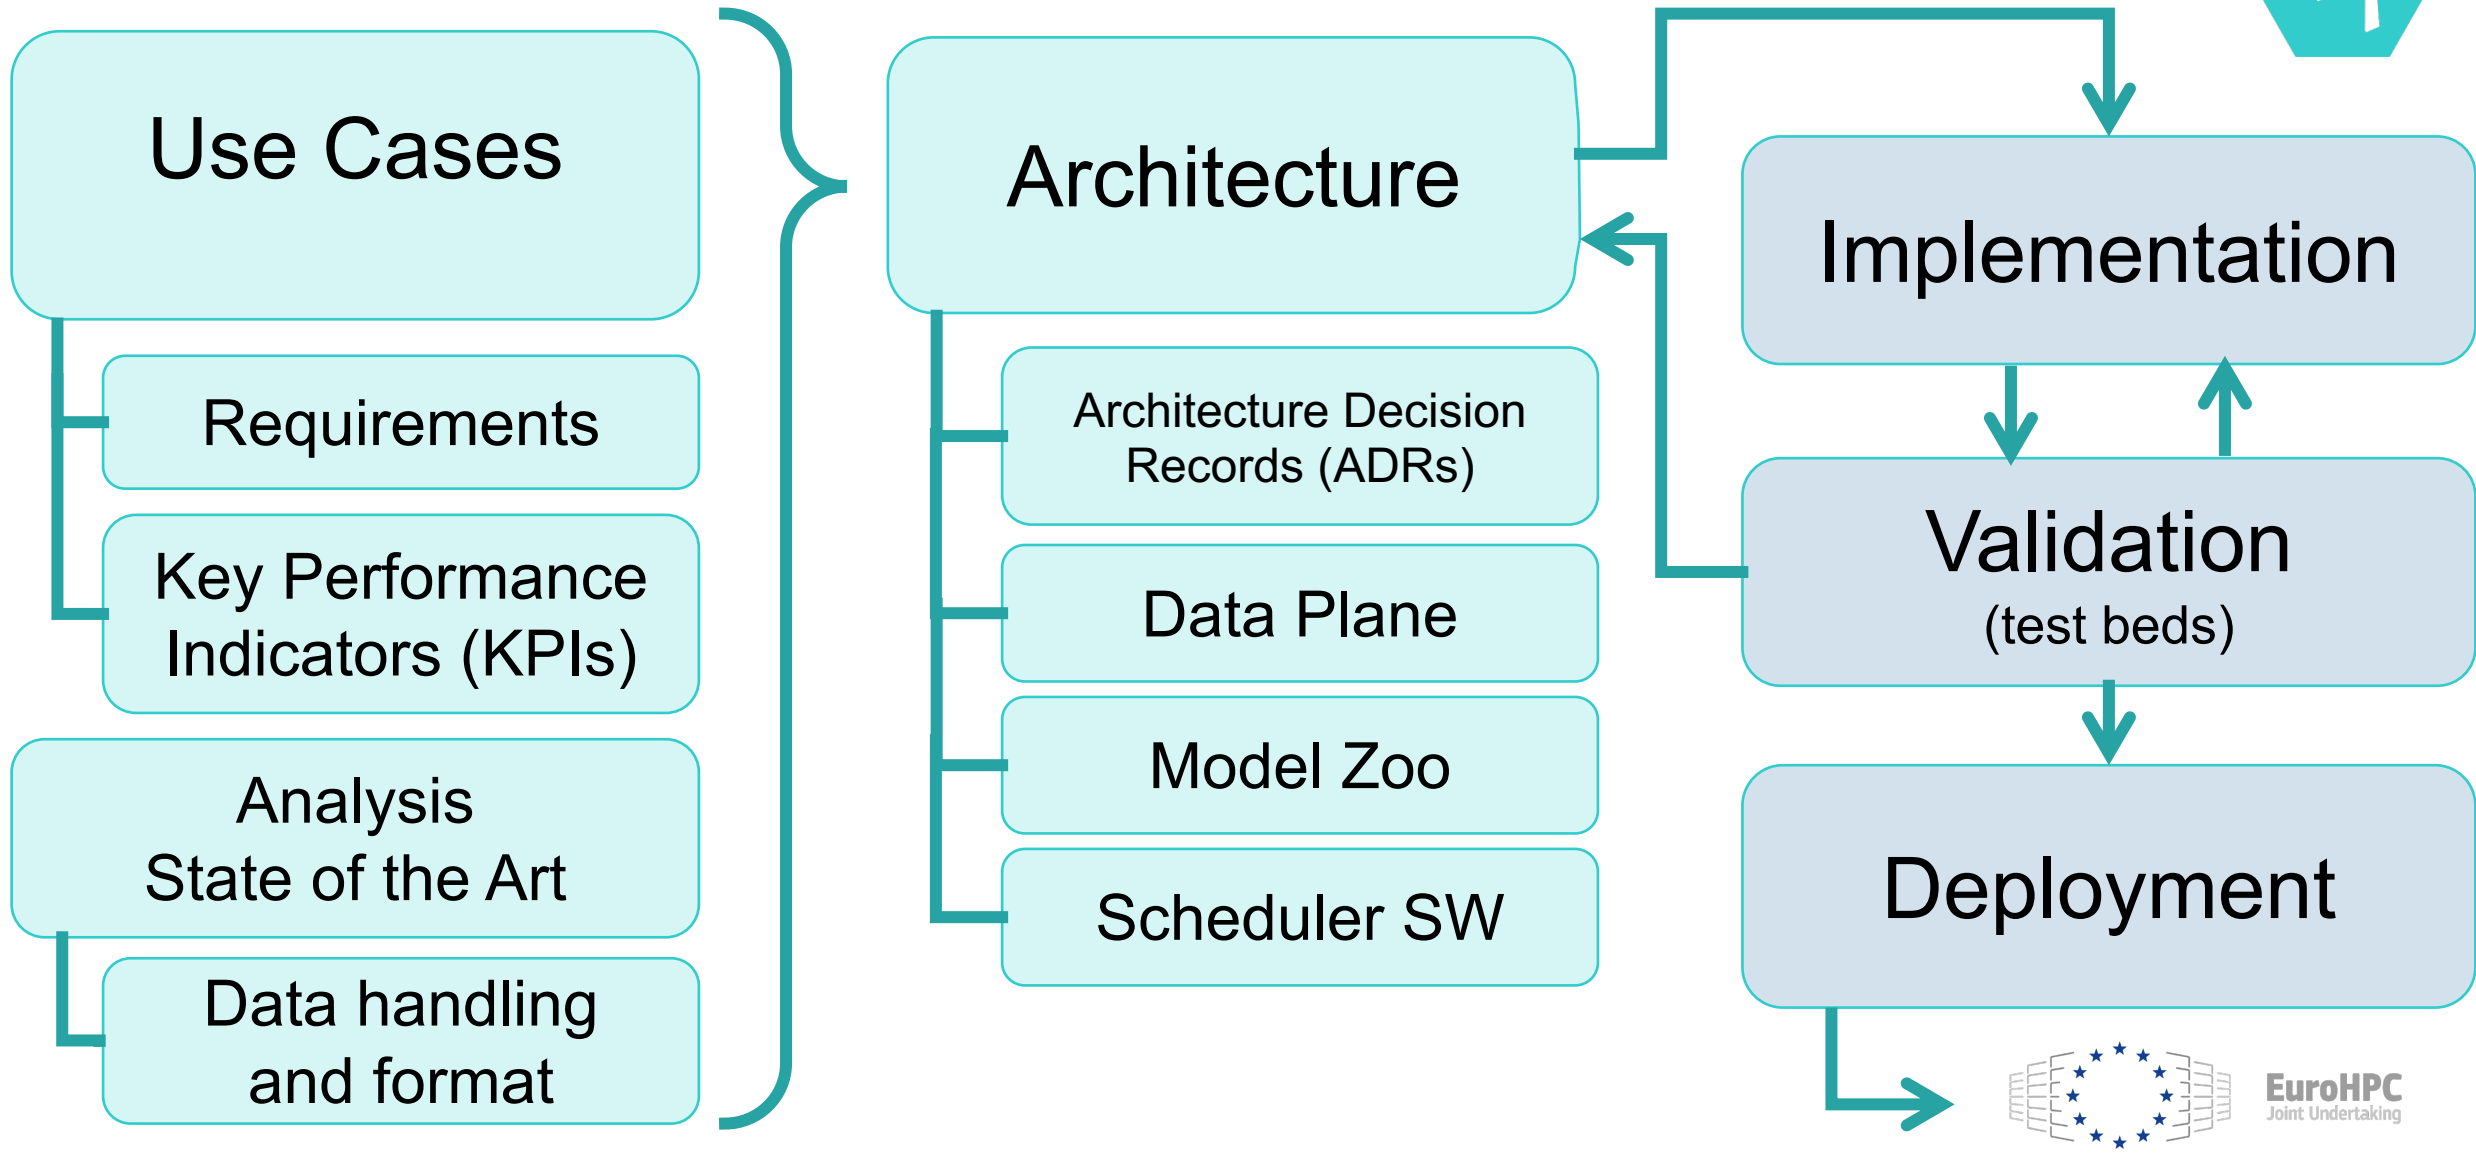 Use Cases
Requirements
Key Performance
Indicators (KPIs)
Analysis
State of the Art
Data handling
and format
Architecture
Architecture Decision
Records (ADRs)
Data Plane
Model Zoo
Scheduler SW
Implementation
Validation
(test beds)
Deployment
EuroHPC
Joint Undertaking